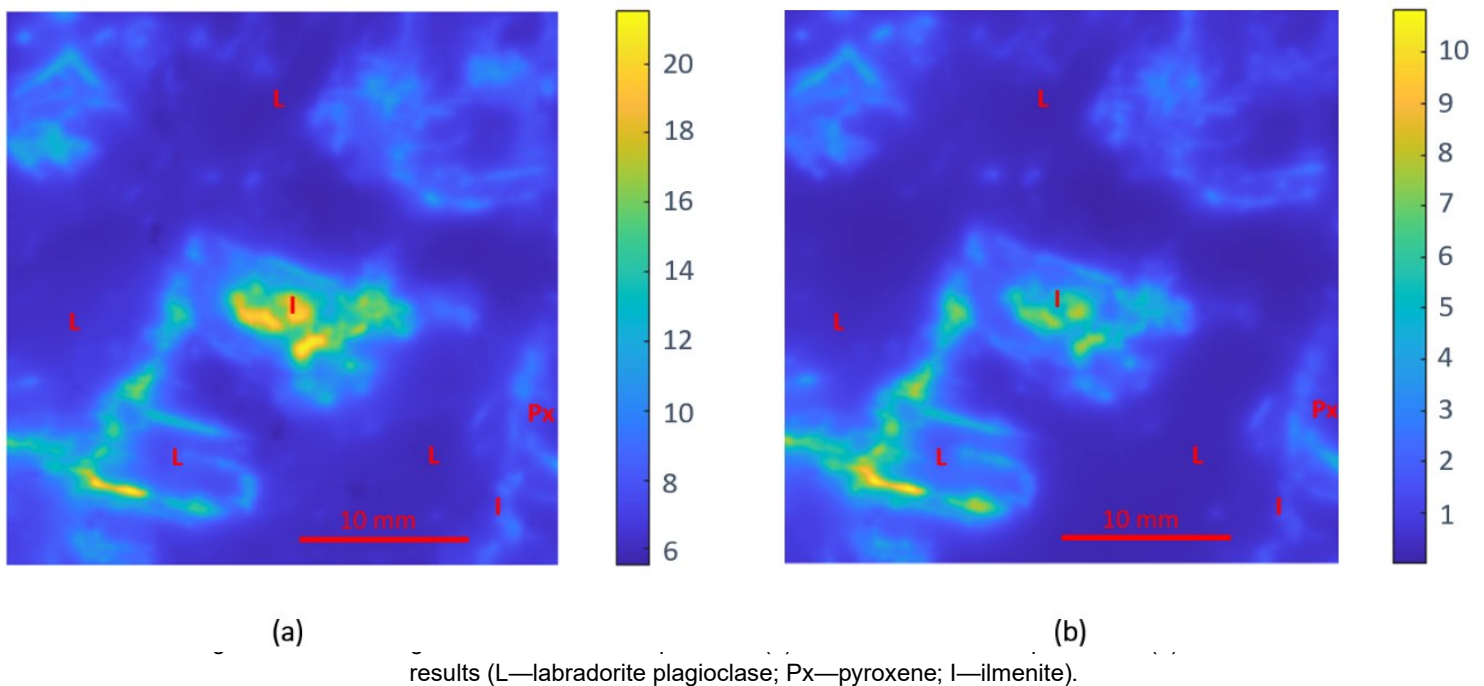 L
I
L
Px
L
L
I
10 mm
20
18
16
14
12
10
8
6
(a)
L
I
L
Px
L
L
I
10 mm
10
9
8
7
6
5
4
3
2
1
(b)
results (L—labradorite plagioclase; Px—pyroxene; I—ilmenite).